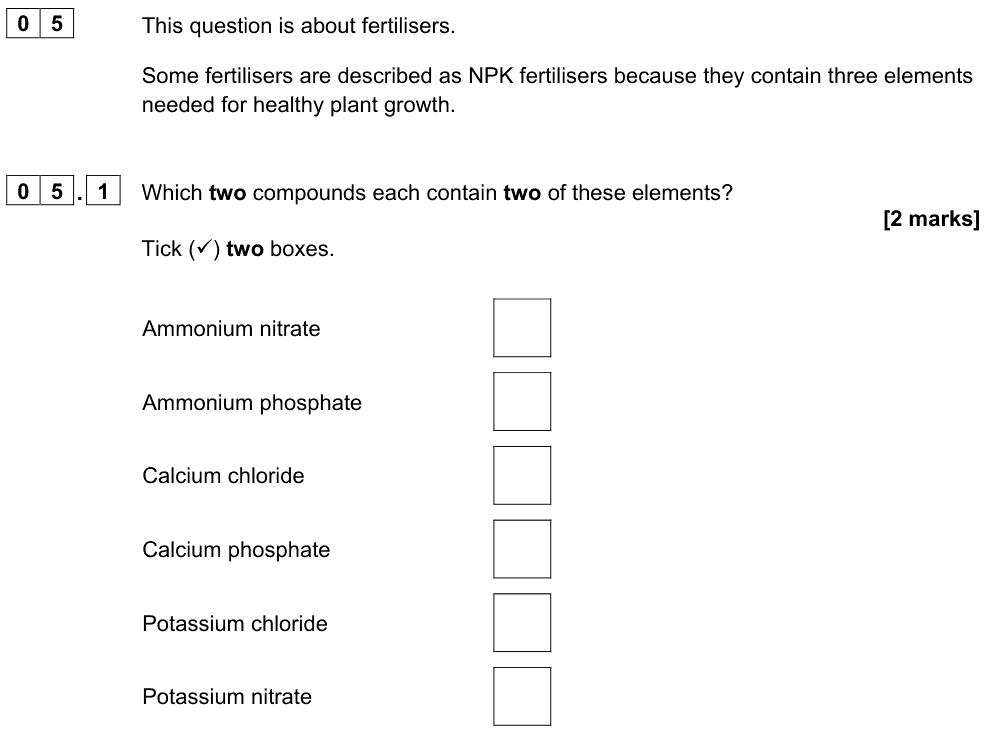 0 5 This question is about fertilisers.
Some fertilisers are described as NPK fertilisers because they contain three elements
needed for healthy plant growth.
0 5 . 1 Which two compounds each contain two of these elements?
[2 marks]
Tick (✓) two boxes.
Ammonium nitrate
Ammonium phosphate
Calcium chloride
Calcium phosphate
Potassium chloride
Potassium nitrate